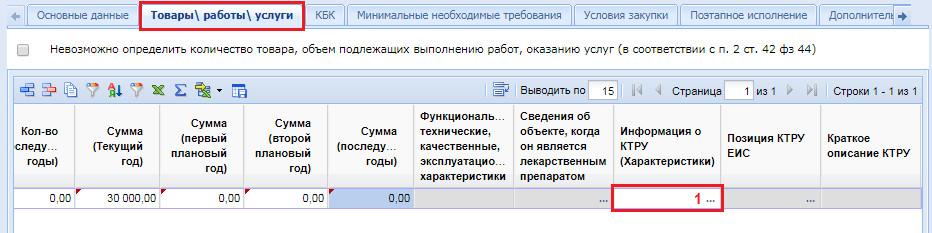 Основные данные Товары\ работы\ услуги КБК Минимальные необходимые требования Условия закупки Поэтапное исполнение Дополнитель
Невозможно определить количество товара, объем подлежащих выполнению работ, оказанию услуг (в соответствии с п. 2 ст. 42 фз 44)
Выводить по 15 Страница 1 из 1 Строки 1 - 1 из 1
Кол-во следу... годы)
Сумма (Текущий год)
Сумма (первый плановый год)
Сумма (второй плановый год)
Сумма (последу... годы)
Функциональ... технические, качественные, эксплуатацио... характеристики
Сведения об объекте, когда он является лекарственным препаратом
Информация о КТРУ (Характеристики)
Позиция КТРУ ЕИС
Краткое описание КТРУ
0,00 30 000,00 0,00 0,00 0,00 ... 1 ... ...